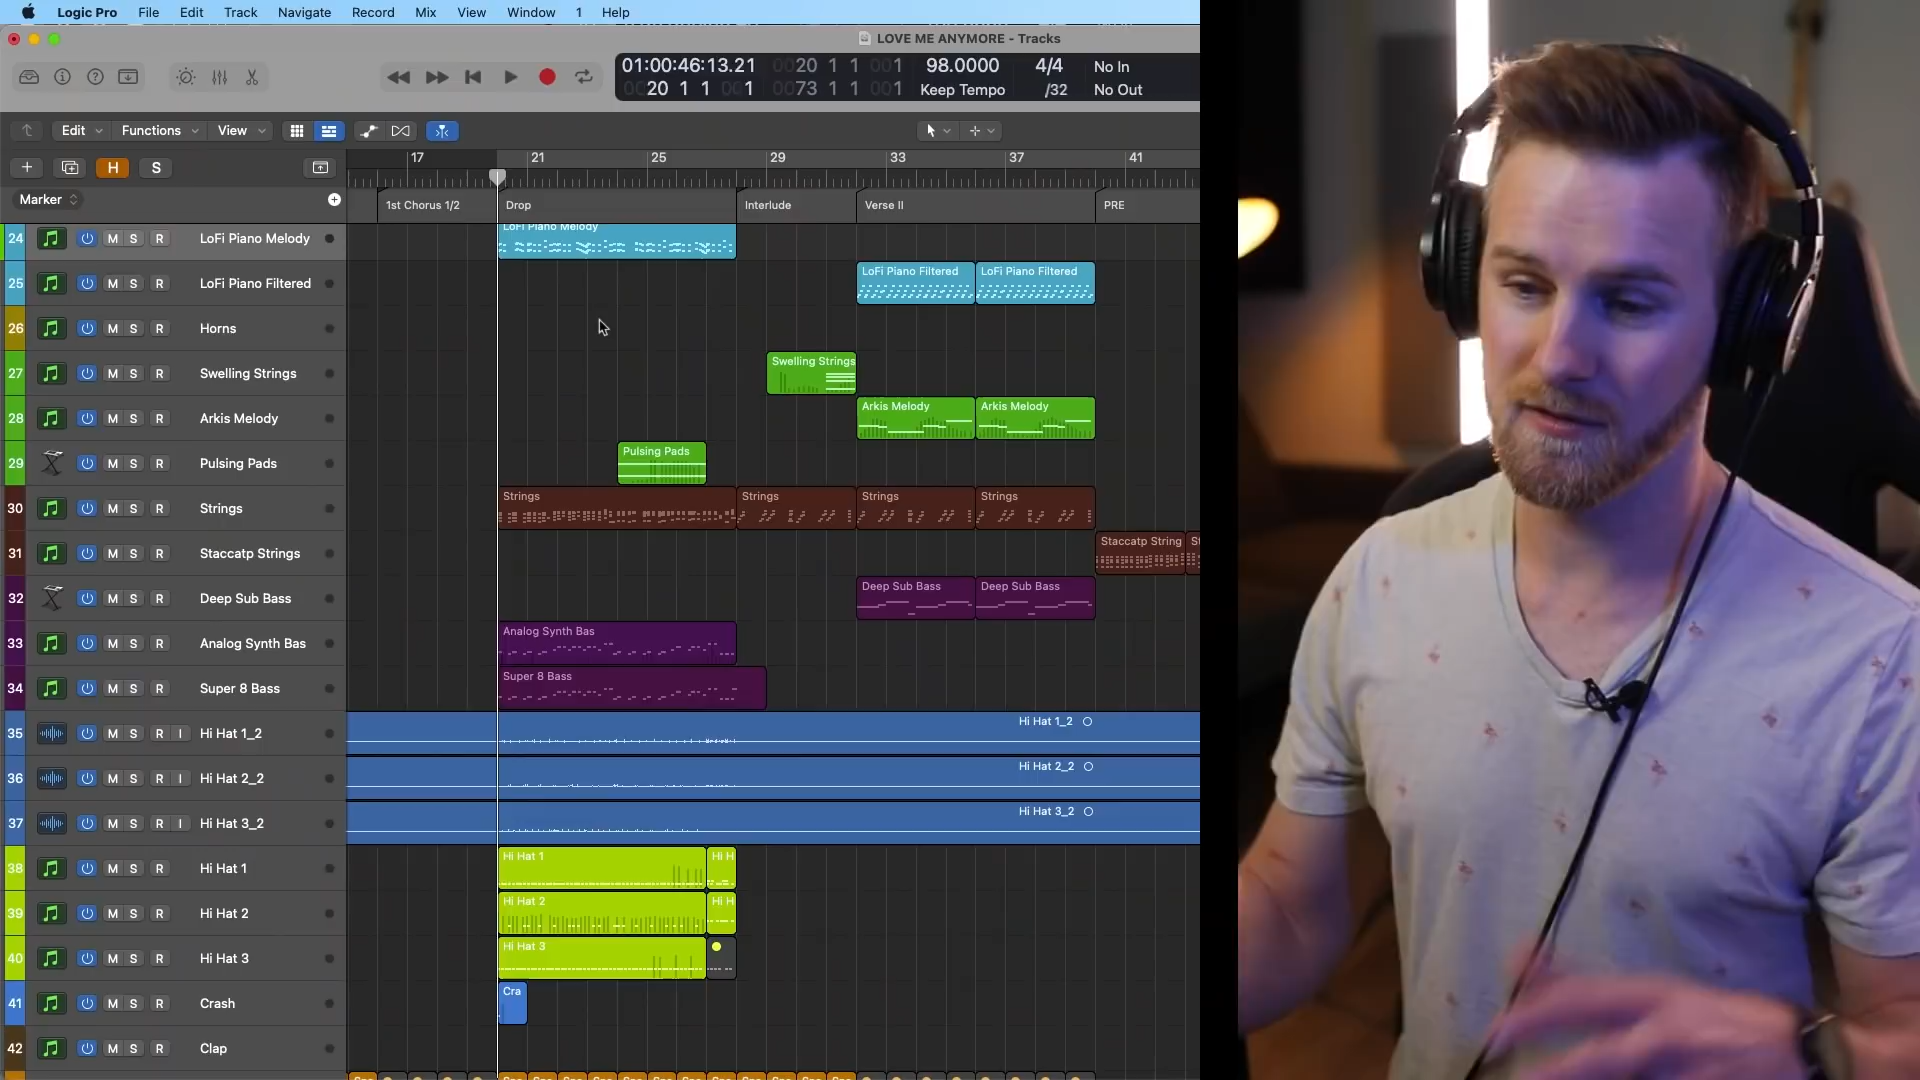 Logic Pro File Edit Track Navigate Record Mix View Window 1 Help
LOVE ME ANYMORE - Tracks
01:00:46:13.21 0020 1 1 001 98.0000 4/4 No In
0020 1 1 001 0073 1 1 001 Keep Tempo /32 No Out
Edit Functions View
H S 17 21 25 29 33 37 41
Marker 1st Chorus 1/2 Drop Interlude Verse II PRE
24 M S R LoFi Piano Melody LoFi Piano Melody
25 M S R LoFi Piano Filtered LoFi Piano Filtered LoFi Piano Filtered
26 M S R Horns
27 M S R Swelling Strings Swelling Strings
28 M S R Arkis Melody Arkis Melody Arkis Melody
29 M S R Pulsing Pads Pulsing Pads
30 M S R Strings Strings Strings Strings Strings
31 M S R Staccatp Strings Staccatp String St
32 M S R Deep Sub Bass Deep Sub Bass Deep Sub Bass
33 M S R Analog Synth Bas Analog Synth Bas
34 M S R Super 8 Bass Super 8 Bass
35 M S R I Hi Hat 1_2 Hi Hat 1_2
36 M S R I Hi Hat 2_2 Hi Hat 2_2
37 M S R I Hi Hat 3_2 Hi Hat 3_2
38 M S R Hi Hat 1 Hi Hat 1 Hi H
39 M S R Hi Hat 2 Hi Hat 2 Hi H
40 M S R Hi Hat 3 Hi Hat 3
41 M S R Crash Cra
42 M S R Clap